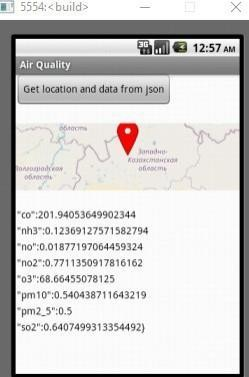 5554:<build>
3G
12:57 AM
Air Quality
Get location and data from json
область
Волгоградская
область
Западно-
Казахстанская
область
"co":201.94053649902344
"nh3":0.12369127571582794
"no":0.01877197064459324
"no2":0.7711350917816162
"o3":68.66455078125
"pm10":0.540438711643219
"pm2_5":0.5
"so2":0.6407499313354492}